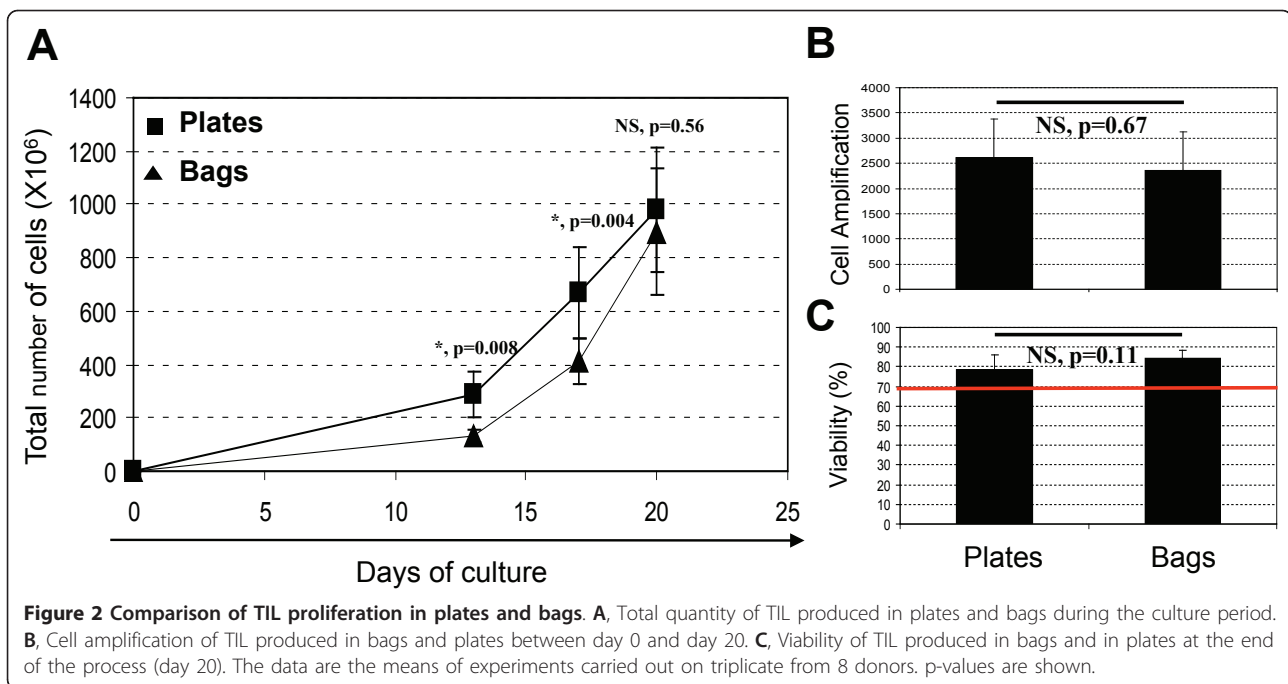 A
Total number of cells (X10⁶)
1400
1200
1000
800
600
400
200
0
■ Plates
▲ Bags
*, p=0.008
*, p=0.004
NS, p=0.56
0 5 10 15 20 25
Days of culture
B
Cell Amplification
4000
3500
3000
2500
2000
1500
1000
500
0
NS, p=0.67
C
Viability (%)
100
90
80
70
60
50
40
30
20
10
0
NS, p=0.11
Plates Bags
Figure 2 Comparison of TIL proliferation in plates and bags. A, Total quantity of TIL produced in plates and bags during the culture period.
B, Cell amplification of TIL produced in bags and plates between day 0 and day 20. C, Viability of TIL produced in bags and in plates at the end
of the process (day 20). The data are the means of experiments carried out on triplicate from 8 donors. p-values are shown.